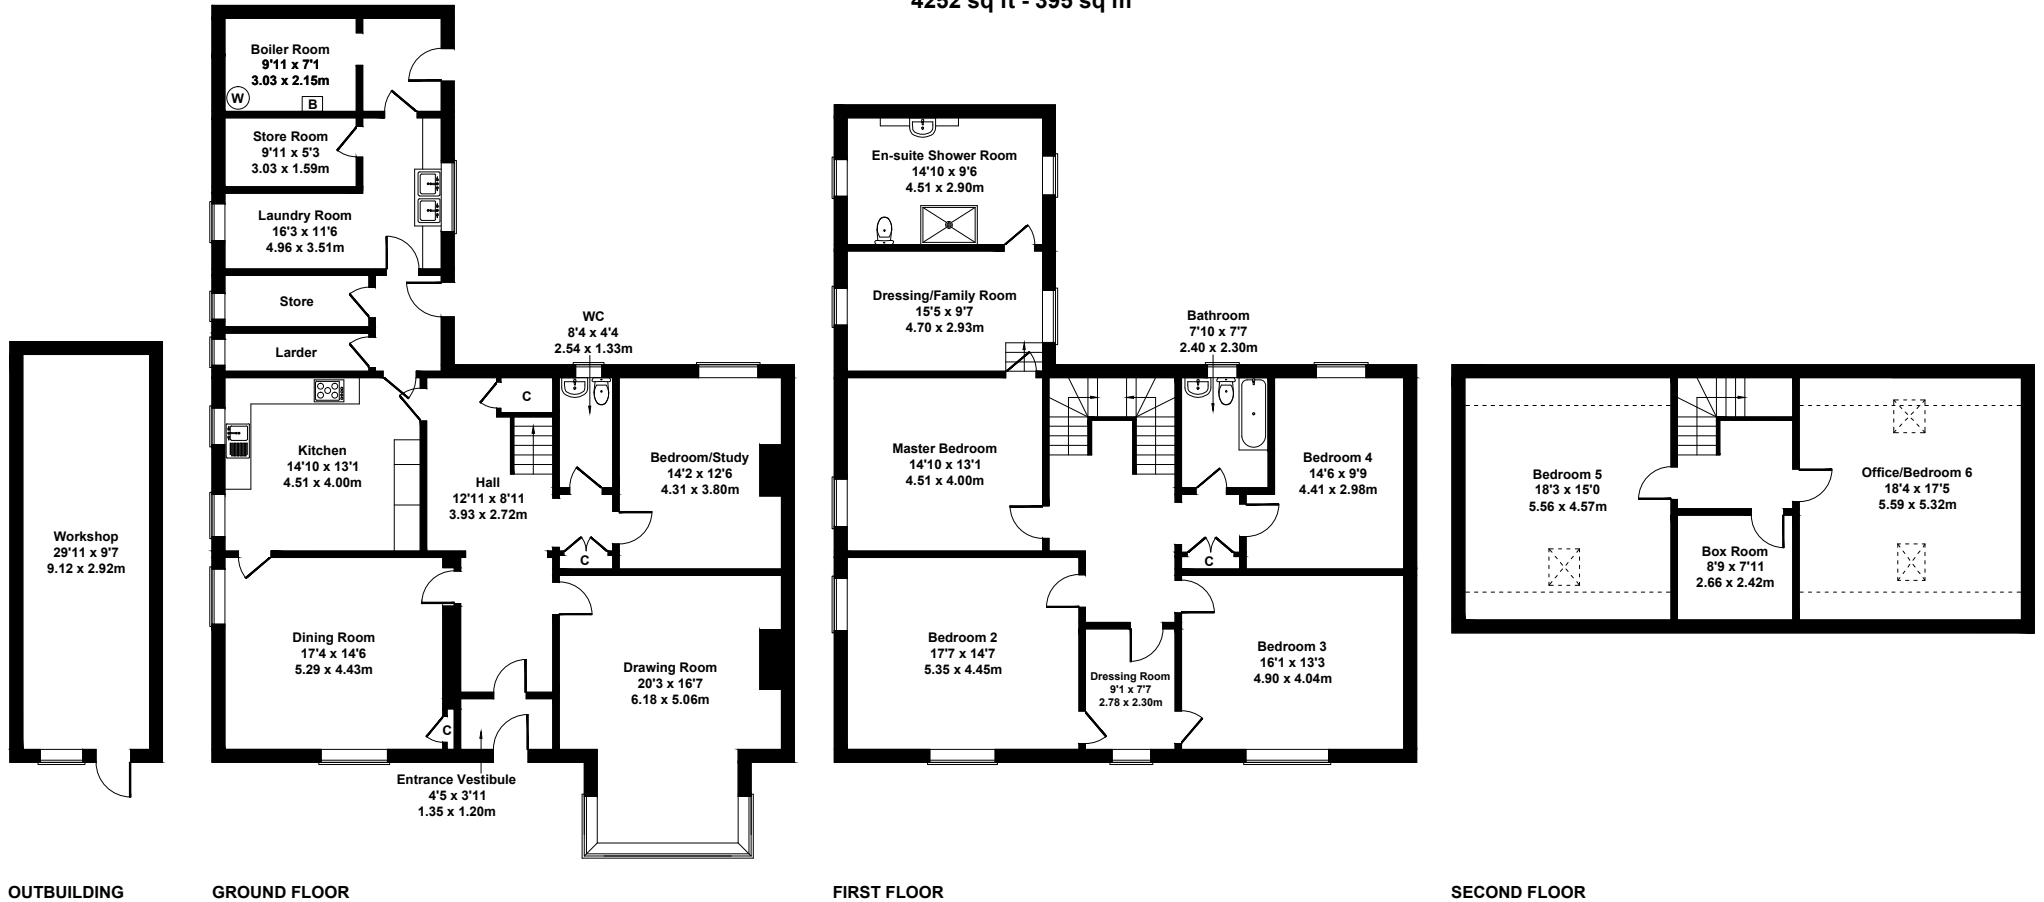 4252 sq ft - 395 sq m
Boiler Room
9'11 x 7'1
3.03 x 2.15m
W
B
Store Room
9'11 x 5'3
3.03 x 1.59m
Laundry Room
16'3 x 11'6
4.96 x 3.51m
Store
Larder
WC
8'4 x 4'4
2.54 x 1.33m
C
Kitchen
14'10 x 13'1
4.51 x 4.00m
Hall
12'11 x 8'11
3.93 x 2.72m
Bedroom/Study
14'2 x 12'6
4.31 x 3.80m
C
Workshop
29'11 x 9'7
9.12 x 2.92m
Dining Room
17'4 x 14'6
5.29 x 4.43m
C
Drawing Room
20'3 x 16'7
6.18 x 5.06m
Entrance Vestibule
4'5 x 3'11
1.35 x 1.20m
En-suite Shower Room
14'10 x 9'6
4.51 x 2.90m
Dressing/Family Room
15'5 x 9'7
4.70 x 2.93m
Bathroom
7'10 x 7'7
2.40 x 2.30m
Master Bedroom
14'10 x 13'1
4.51 x 4.00m
Bedroom 4
14'6 x 9'9
4.41 x 2.98m
C
Bedroom 2
17'7 x 14'7
5.35 x 4.45m
Dressing Room
9'1 x 7'7
2.78 x 2.30m
Bedroom 3
16'1 x 13'3
4.90 x 4.04m
Bedroom 5
18'3 x 15'0
5.56 x 4.57m
Office/Bedroom 6
18'4 x 17'5
5.59 x 5.32m
Box Room
8'9 x 7'11
2.66 x 2.42m
OUTBUILDING
GROUND FLOOR
FIRST FLOOR
SECOND FLOOR